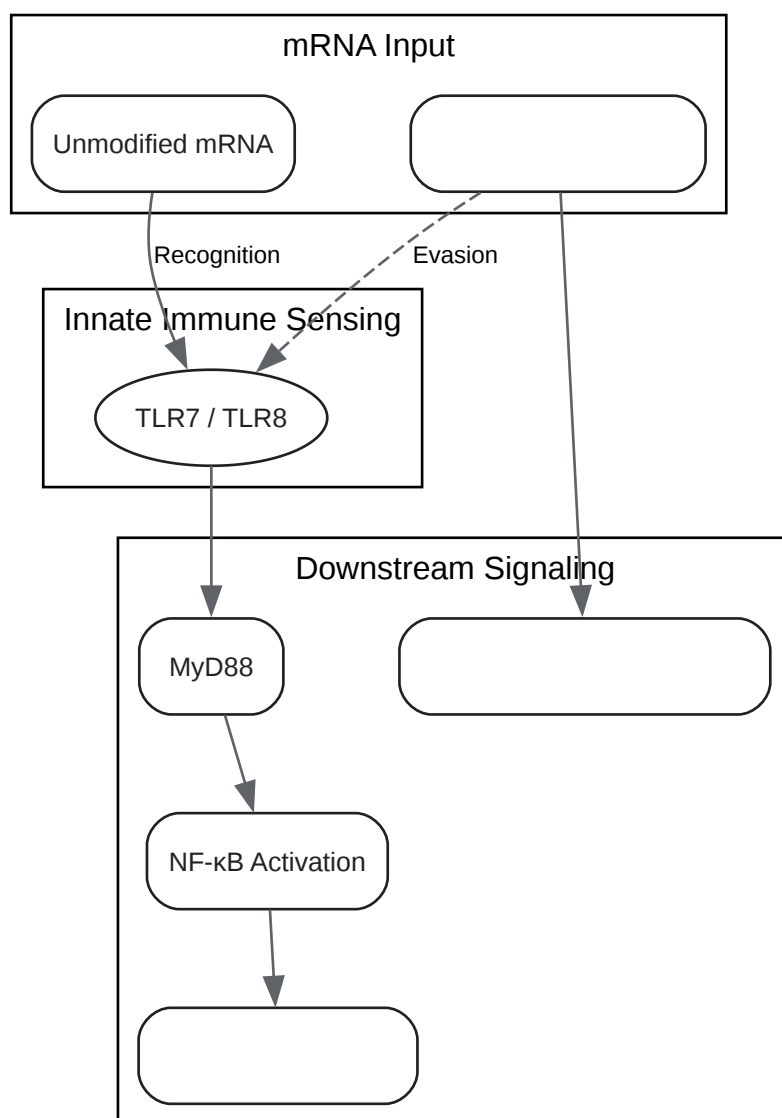 mRNA Input
Unmodified mRNA
Recognition
Evasion
Innate Immune Sensing
TLR7 / TLR8
Downstream Signaling
MyD88
NF-κB Activation